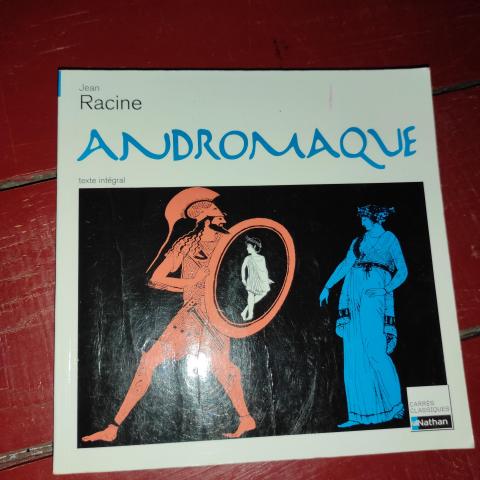 Jean
Racine
ANDROMAQUE
texte intégral
CARRÉS
CLASSIQUES
Nathan